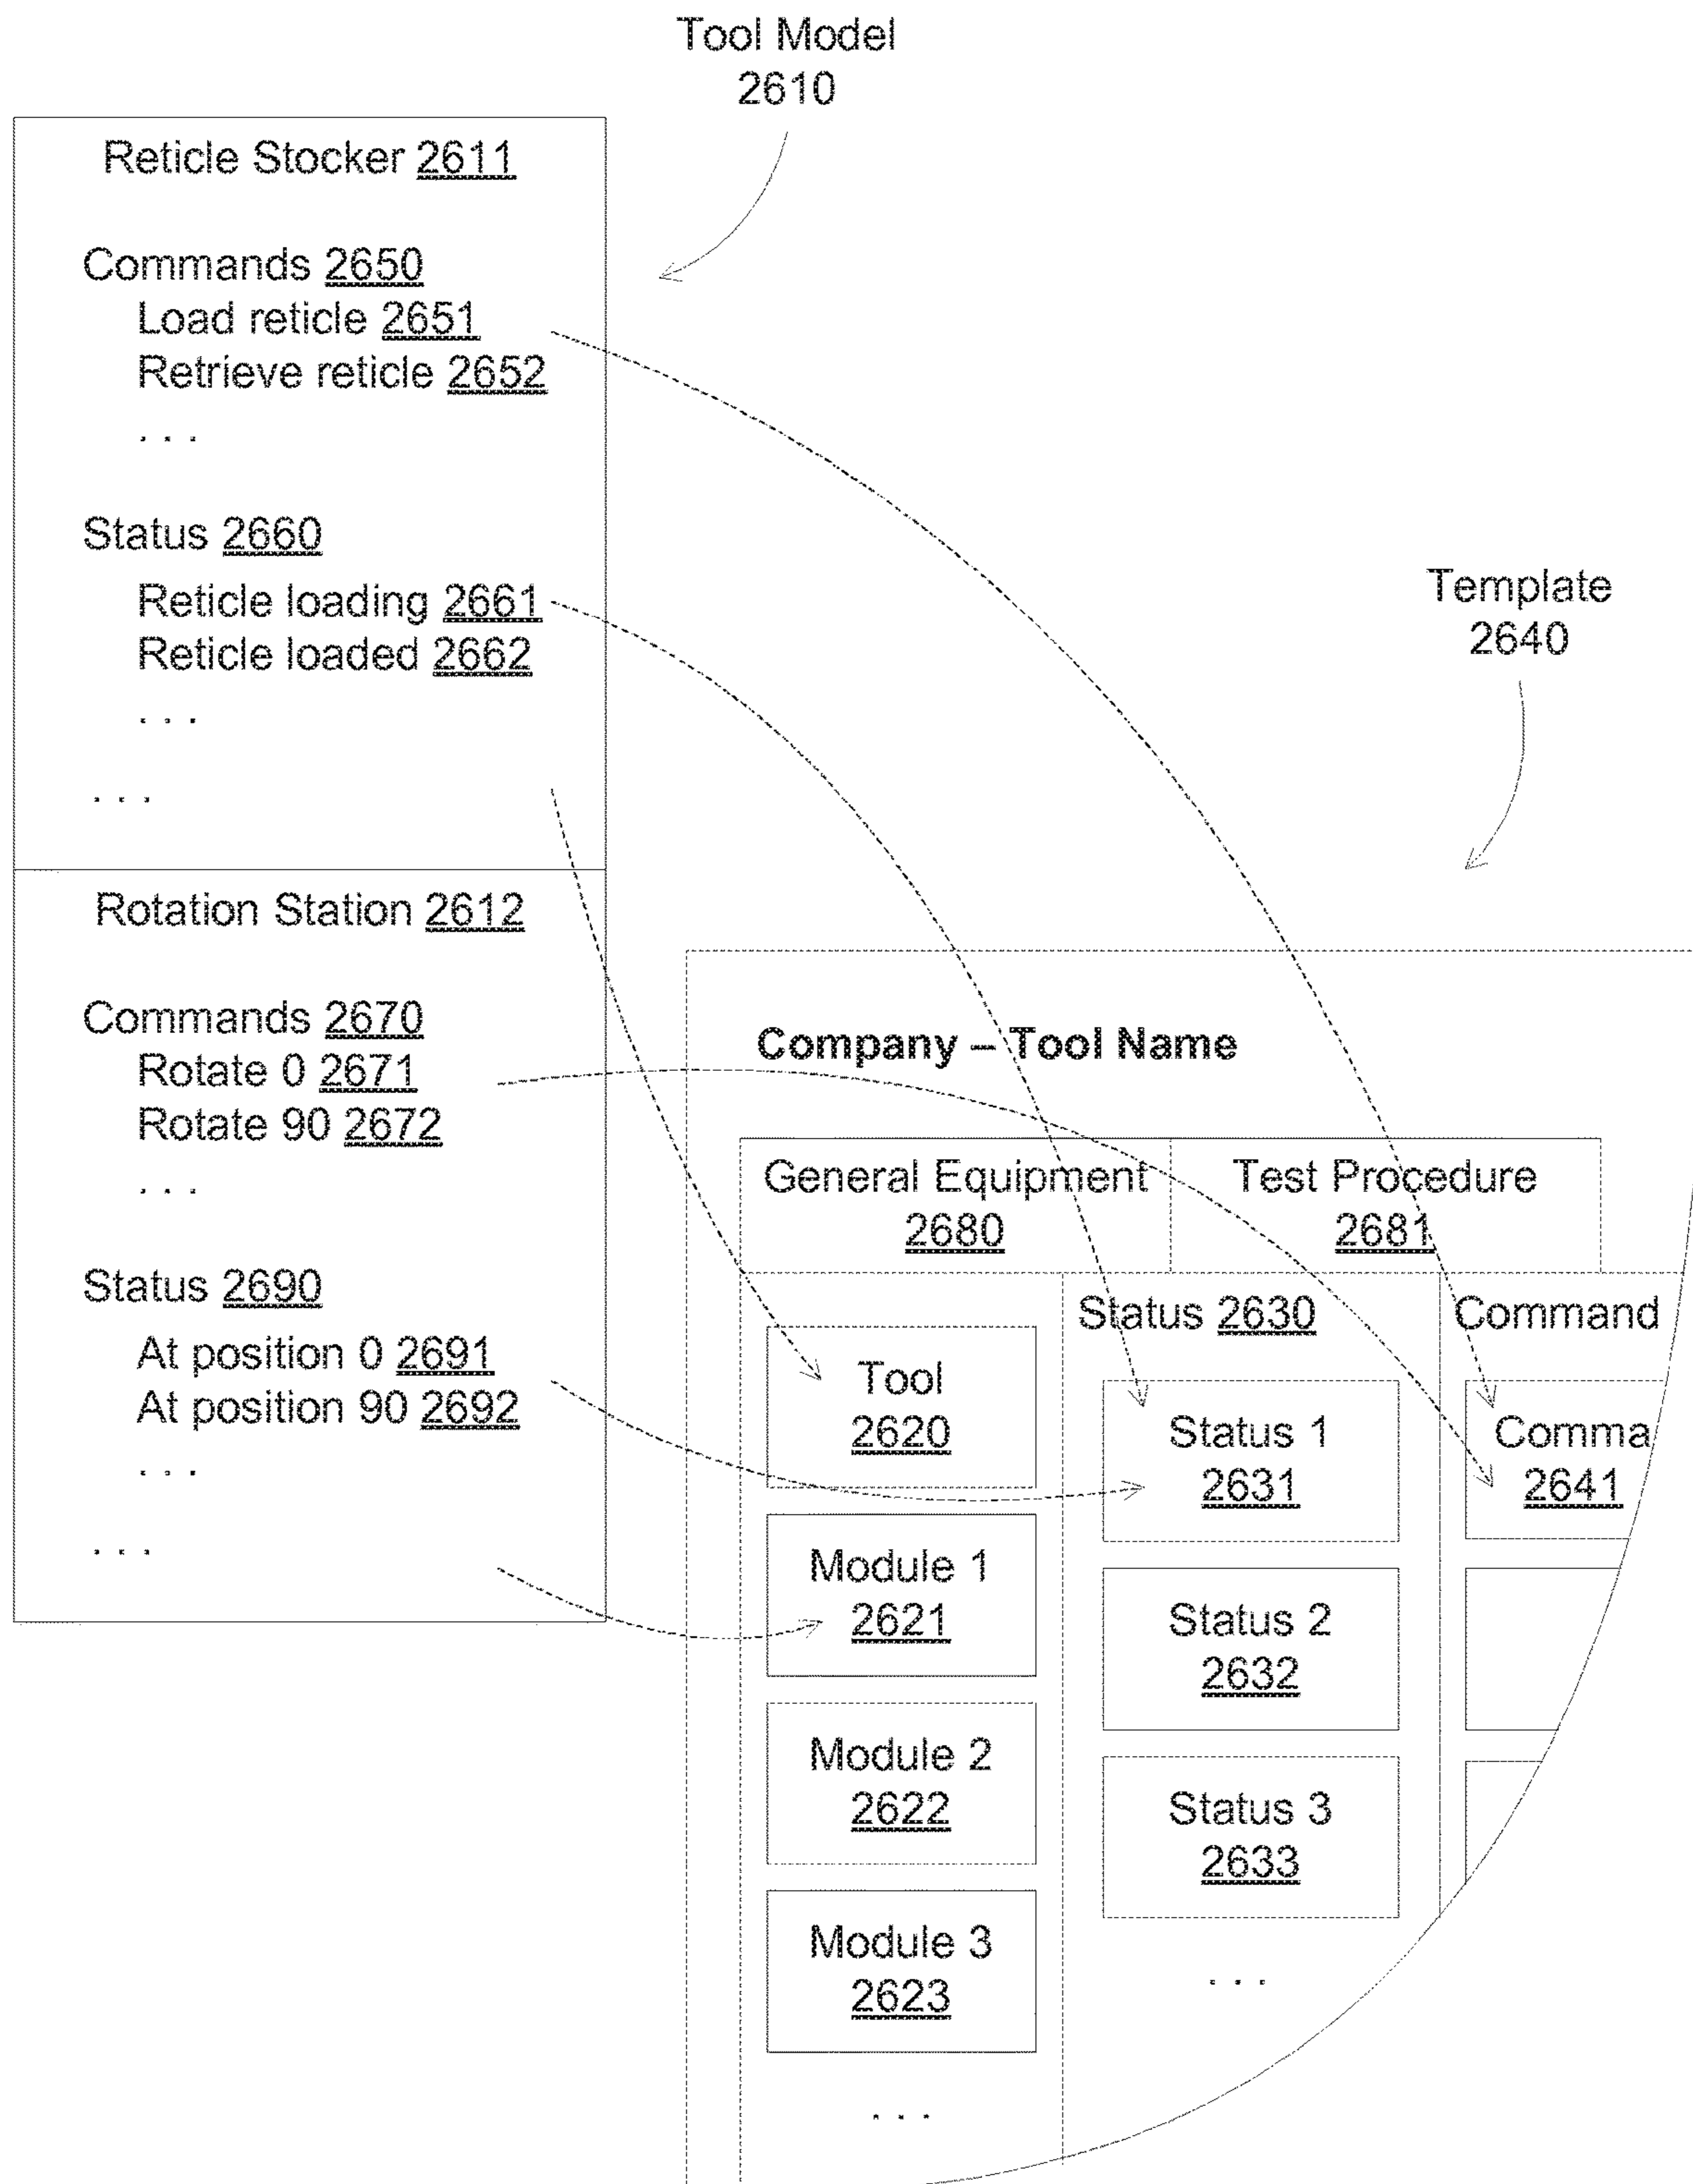 Tool Model
2610
Reticle Stocker 2611
Commands 2650
Load reticle 2651
Retrieve reticle 2652
. . .
Status 2660
Reticle loading 2661
Reticle loaded 2662
. . .
. . .
Rotation Station 2612
Commands 2670
Rotate 0 2671
Rotate 90 2672
. . .
Status 2690
At position 0 2691
At position 90 2692
. . .
. . .
Template
2640
Company – Tool Name
General Equipment
2680
Test Procedure
2681
Tool
2620
Module 1
2621
Module 2
2622
Module 3
2623
. . .
Status 2630
Status 1
2631
Status 2
2632
Status 3
2633
. . .
Command
Comma
2641